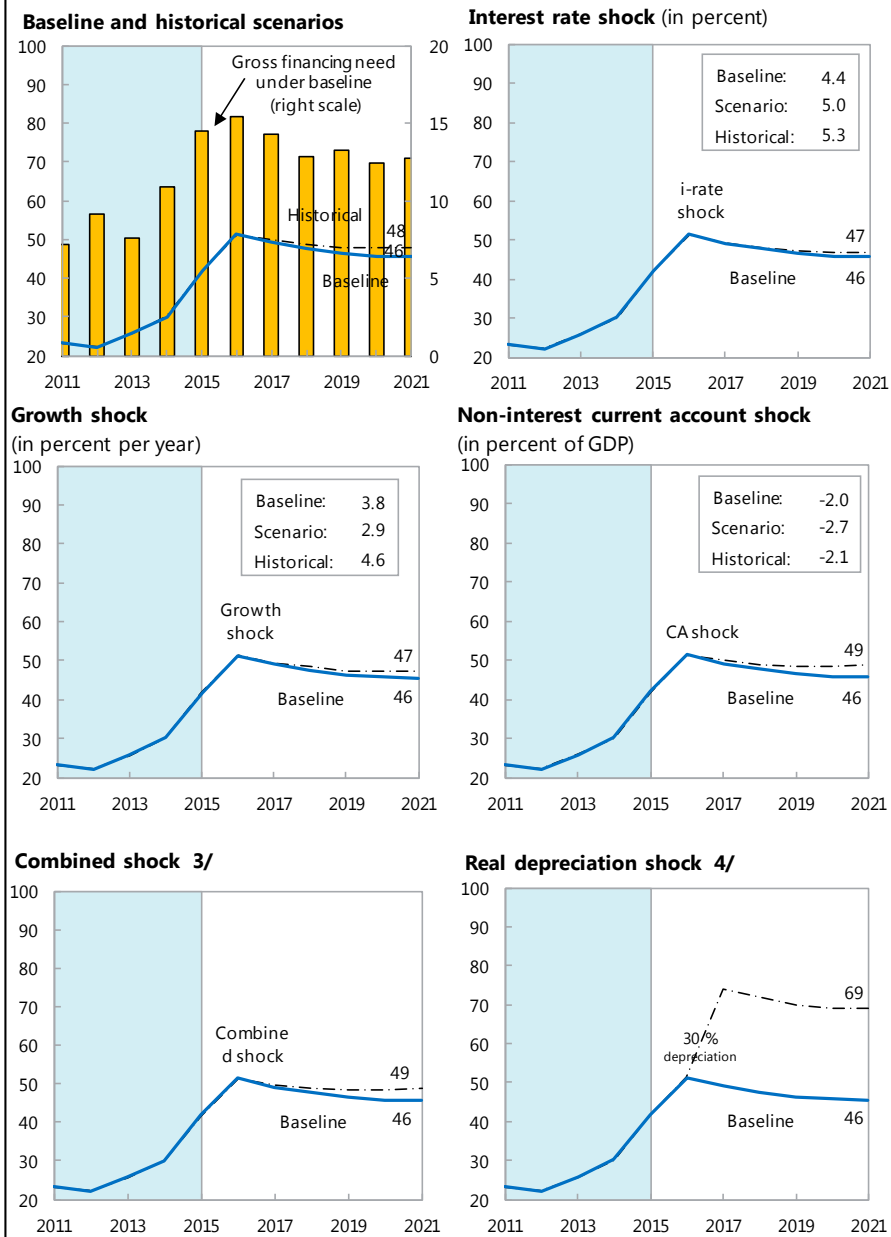 Baseline and historical scenarios
100
90
80
70
60
50
40
30
20
20
15
10
5
0
Gross financing need
under baseline
(right scale)
Historical
48
46
Baseline
2011 2013 2015 2017 2019 2021
Interest rate shock (in percent)
100
90
80
70
60
50
40
30
20
Baseline: 4.4
Scenario: 5.0
Historical: 5.3
i-rate
shock
47
Baseline
46
2011 2013 2015 2017 2019 2021
Growth shock
(in percent per year)
100
90
80
70
60
50
40
30
20
Baseline: 3.8
Scenario: 2.9
Historical: 4.6
Growth
shock
47
Baseline
46
2011 2013 2015 2017 2019 2021
Non-interest current account shock
(in percent of GDP)
100
90
80
70
60
50
40
30
20
Baseline: -2.0
Scenario: -2.7
Historical: -2.1
CA shock
49
Baseline
46
2011 2013 2015 2017 2019 2021
Combined shock 3/
100
90
80
70
60
50
40
30
20
Combine
d shock
49
Baseline
46
2011 2013 2015 2017 2019 2021
Real depreciation shock 4/
100
90
80
70
60
50
40
30
20
69
30 %
depreciation
Baseline
46
2011 2013 2015 2017 2019 2021